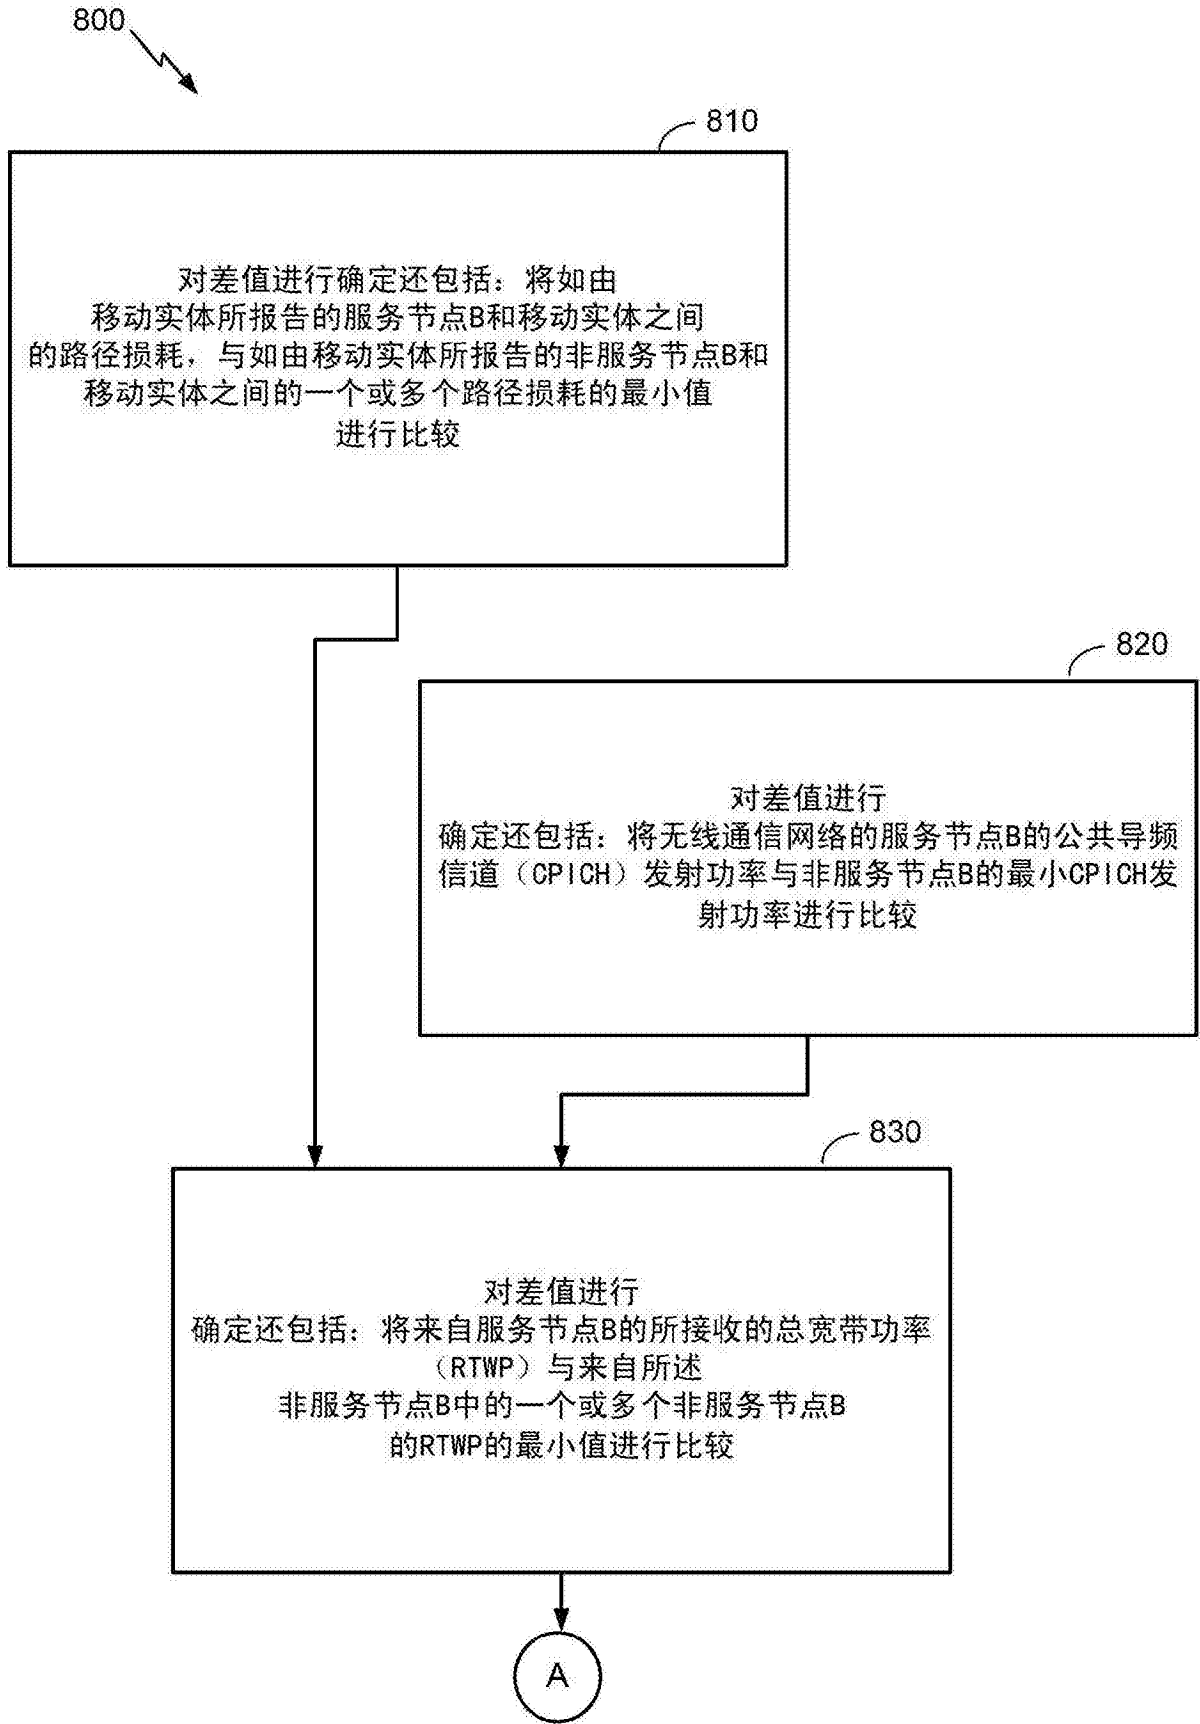 800
810
对差值进行确定还包括：将如由
移动实体所报告的服务节点B和移动实体之间
的路径损耗，与如由移动实体所报告的非服务节点B和
移动实体之间的一个或多个路径损耗的最小值
进行比较
820
对差值进行
确定还包括：将无线通信网络的服务节点B的公共导频
信道（CPICH）发射功率与非服务节点B的最小CPICH发
射功率进行比较
830
对差值进行
确定还包括：将来自服务节点B的所接收的总宽带功率
（RTWP）与来自所述
非服务节点B中的一个或多个非服务节点B
的RTWP的最小值进行比较
A